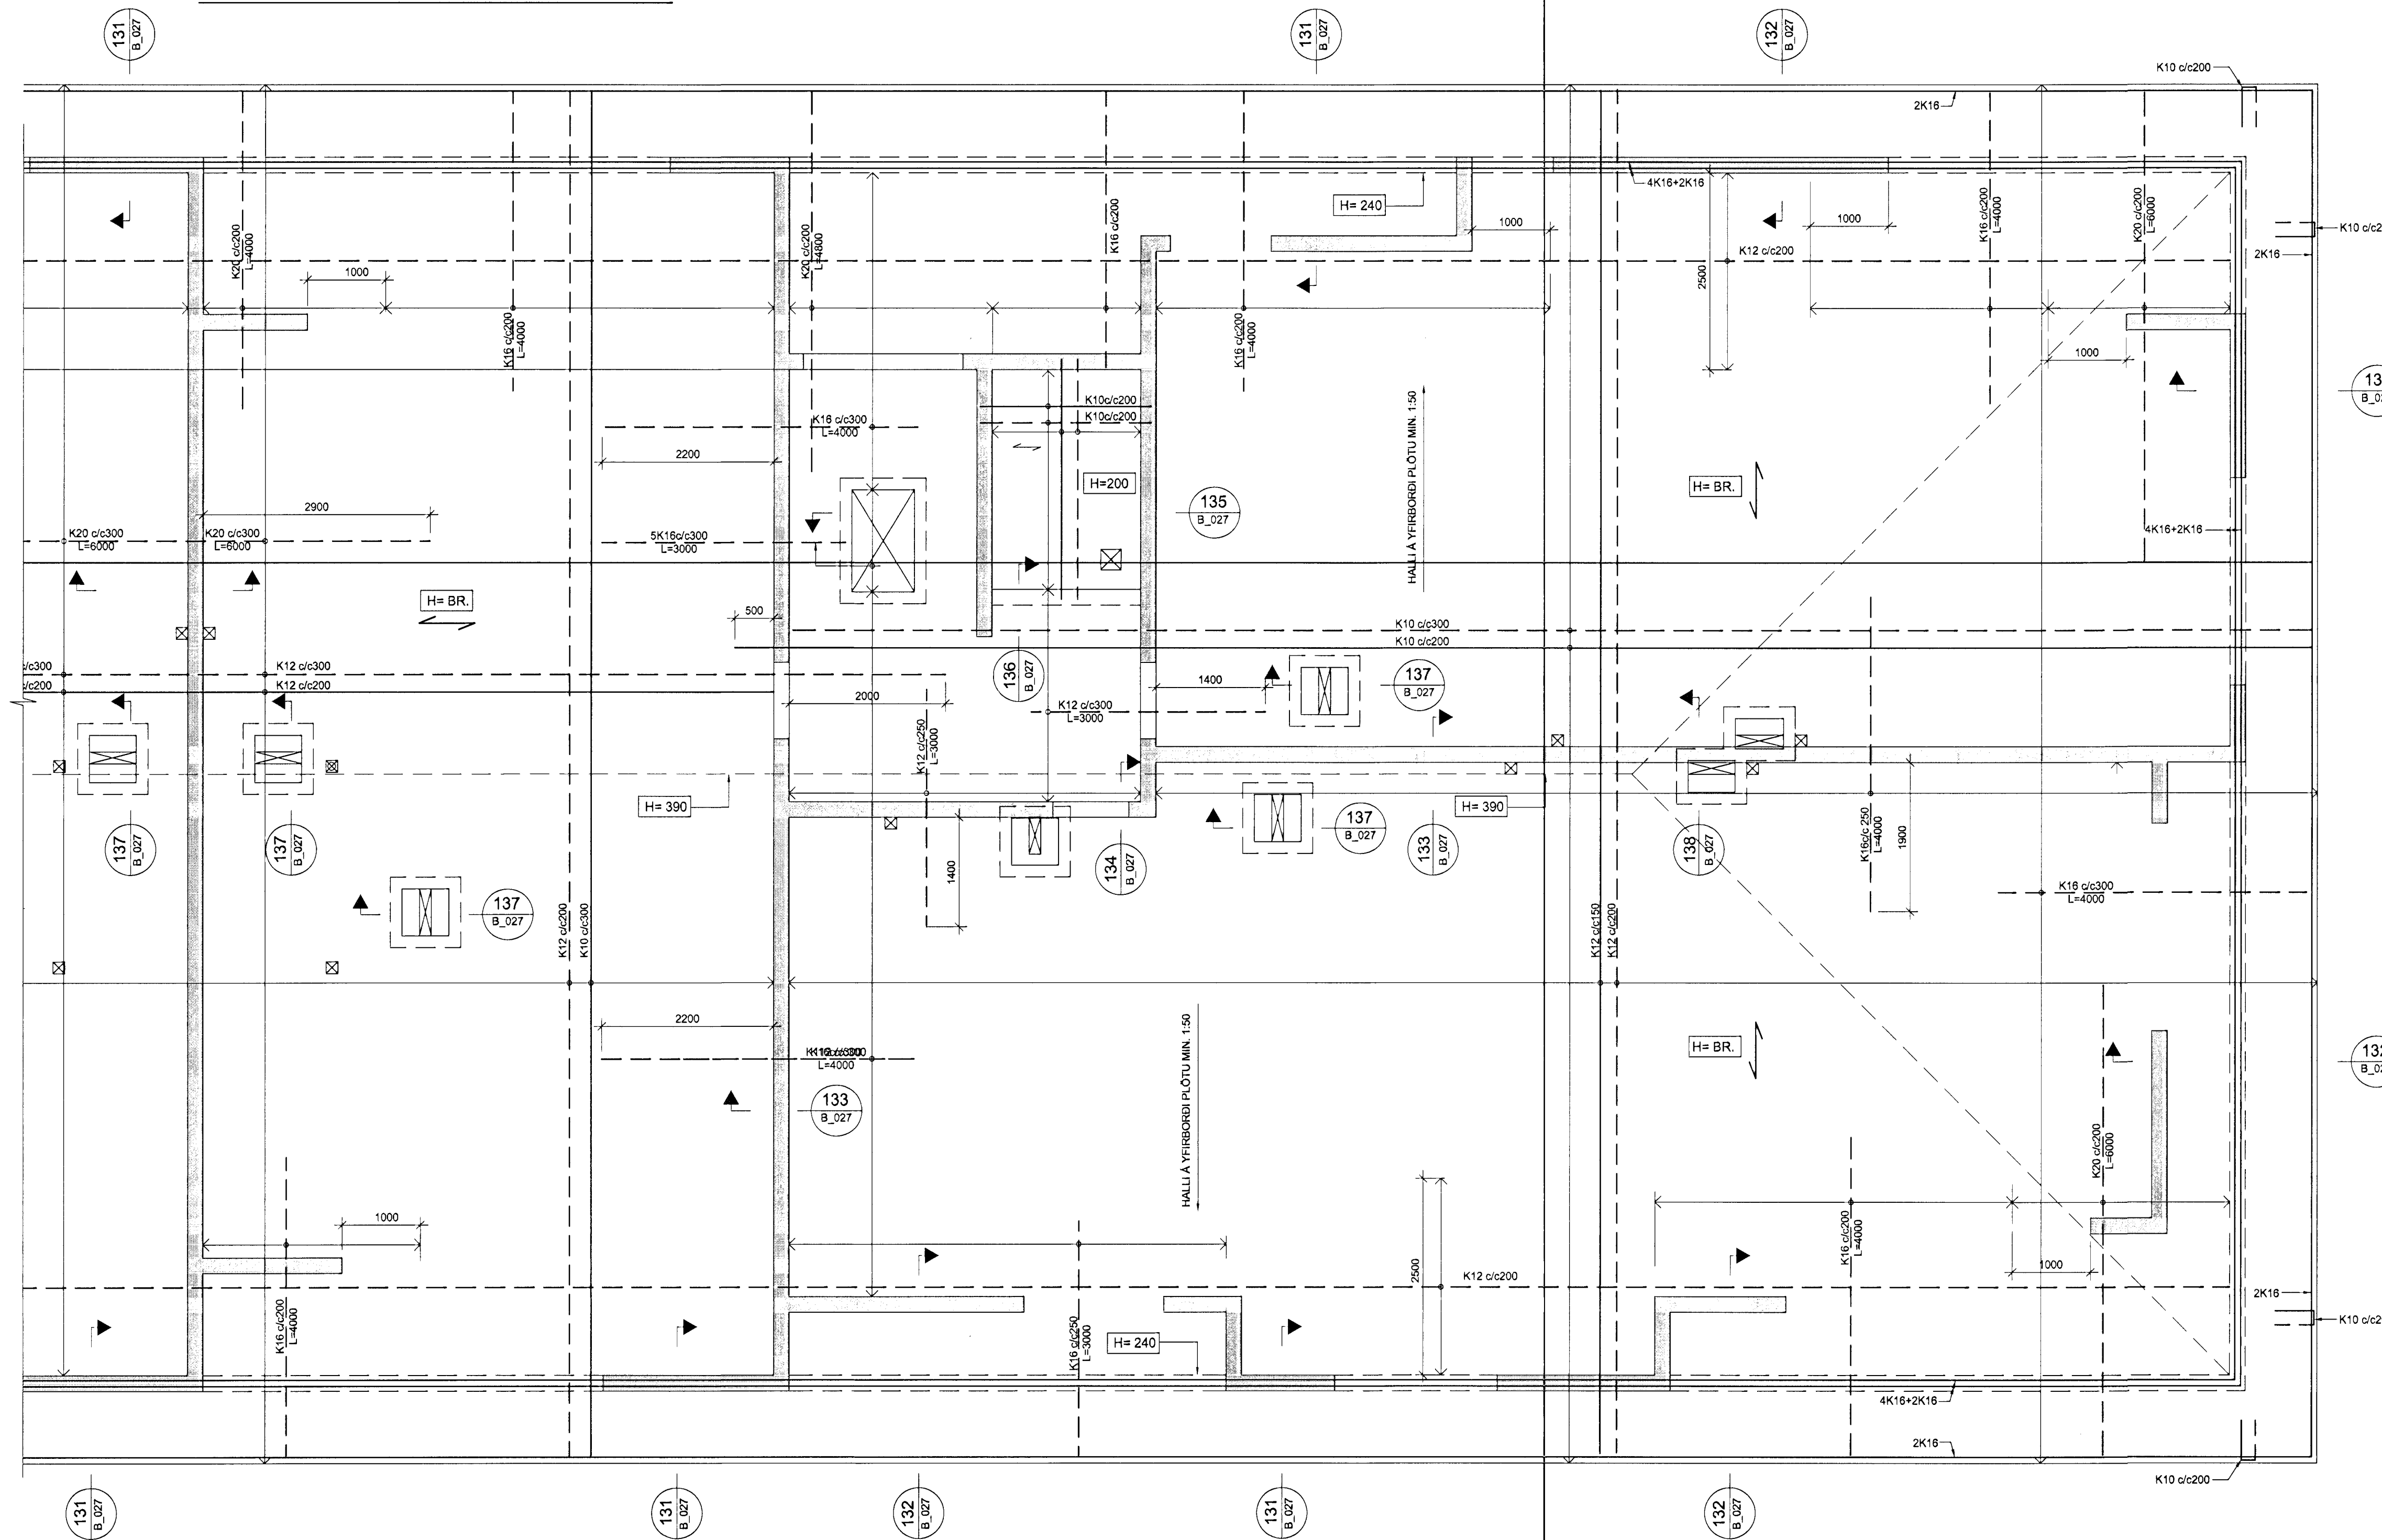 131
B_027
131
B_027
132
B_027
K10 c/c200
2K16
K20 c/c200
L=4000
1000
K16 c/c200
L=4000
K20 c/c200
L=4800
K16 c/c200
K16 c/c200
L=4000
H= 240
1000
4K16+2K16
2500
1000
K12 c/c200
K16 c/c200
L=4000
K20 c/c200
L=6000
K10 c/c2
2K16
1000
13
B_02
K16 c/c300
L=4000
2200
K10c/c200
K10c/c200
H=200
135
B_027
HALLI Á YFIRBORÐI PLÖTU MIN. 1:50
H= BR.
4K16+2K16
2900
K20 c/c300
L=6000
K20 c/c300
L=6000
5K16c/c300
L=3000
H= BR.
500
K10 c/c300
K10 c/c200
c/c300
c/c200
K12 c/c300
K12 c/c200
2000
136
B_027
K12 c/c300
L=3000
1400
137
B_027
K12 c/c250
L=3000
H= 390
H= 390
137
B_027
137
B_027
1400
134
B_027
137
B_027
133
B_027
138
B_027
K16c/c 250
L=4000
1900
K16 c/c300
L=4000
137
B_027
K12 c/c200
K10 c/c300
K12 c/c150
K12 c/c200
2200
L=4000
133
B_027
HALLI Á YFIRBORÐI PLÖTU MIN. 1:50
H= BR.
132
B_02
K20 c/c200
L=6000
1000
K16 c/c200
L=4000
K16 c/c250
L=3000
H= 240
2500
K12 c/c200
K16 c/c200
L=4000
1000
2K16
K10 c/c2
4K16+2K16
2K16
K10 c/c200
131
B_027
131
B_027
132
B_027
131
B_027
132
B_027